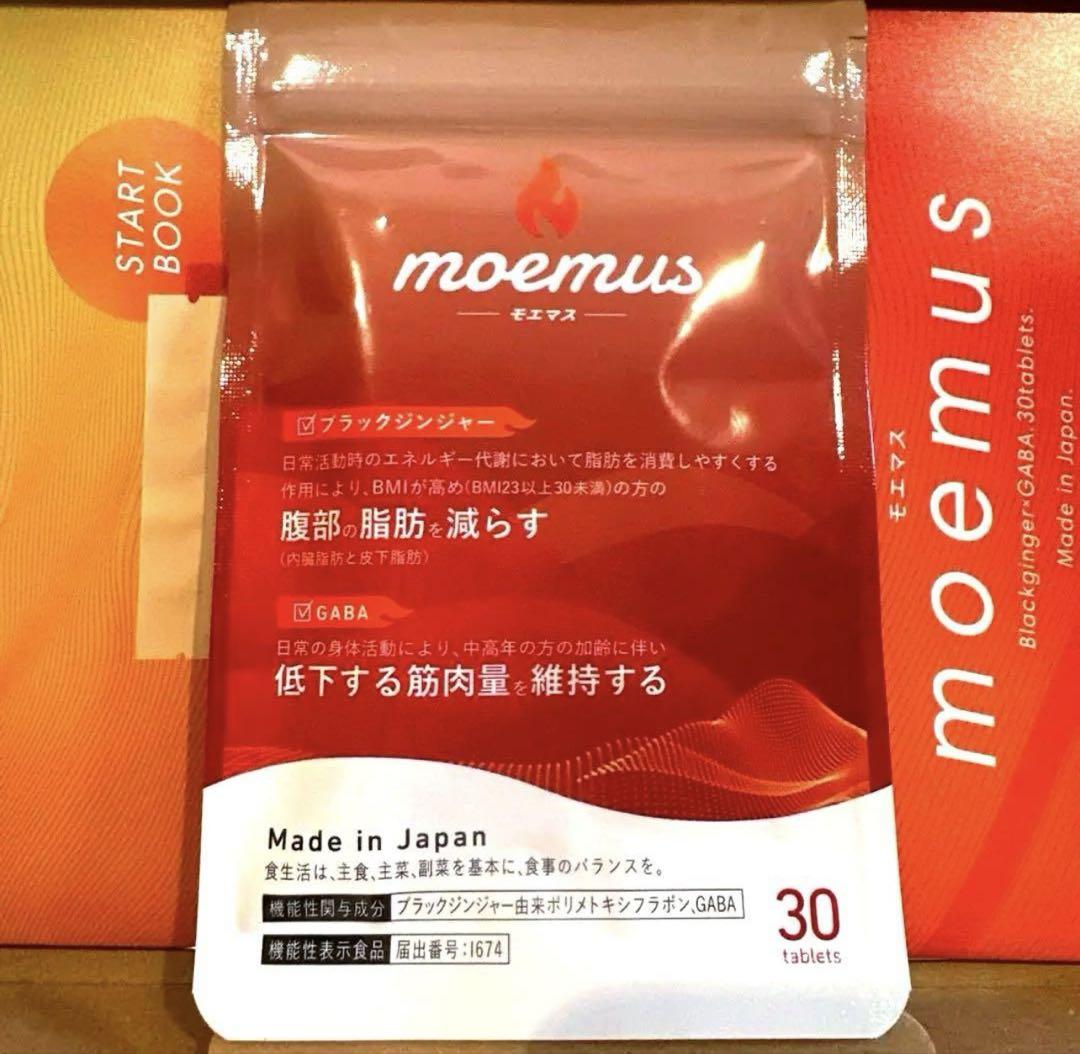 START
BOOK
moemus
モエマス
ブラックジンジャー
日常活動時のエネルギー代謝において脂肪を消費しやすくする
作用により、BMIが高め(BMI23以上30未満)の方の
腹部の脂肪を減らす
(内臓脂肪と皮下脂肪)
GABA
日常の身体活動により、中高年の方の加齢に伴い
低下する筋肉量を維持する
Made in Japan
食生活は、主食、主菜、副菜を基本に、食事のバランスを。
機能性関与成分 ブラックジンジャー由来ポリメトキシフラボン、GABA
機能性表示食品 届出番号:I674
30
tablets
モエマス
moemus
Blackginger×GABA 30tablets.
Made in Japan.